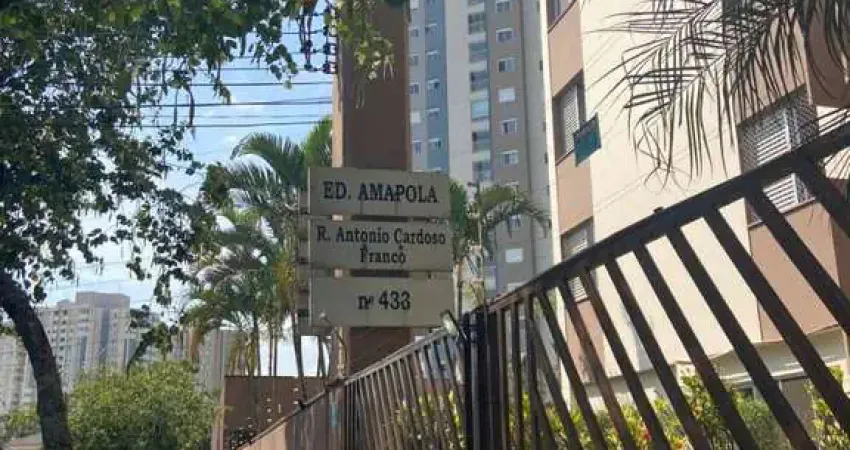 ED. AMAPOLA
R. Antonio Cardoso
Franco
nº 433